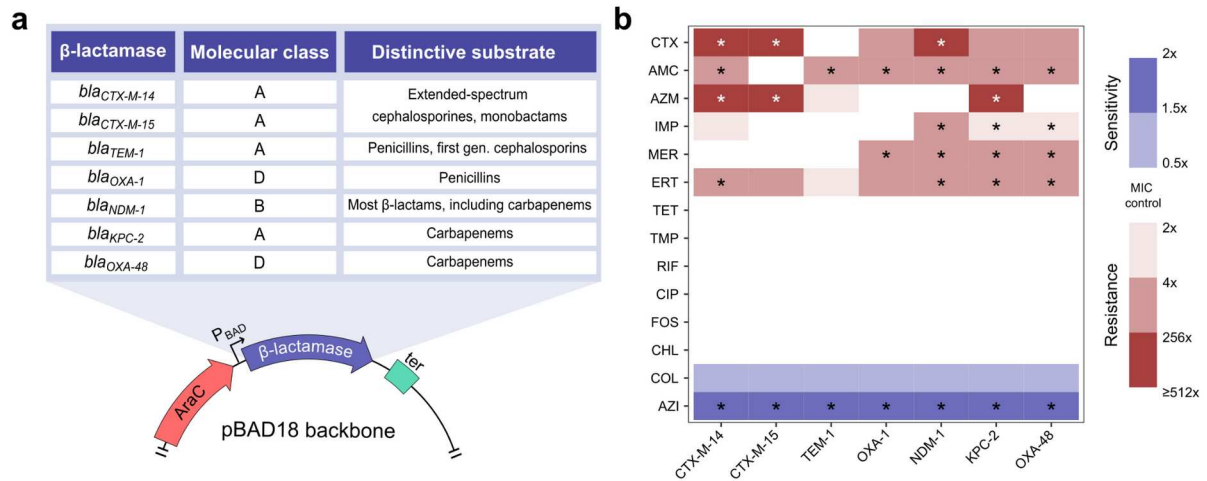 a
β-lactamase Molecular class Distinctive substrate
blaCTX-M-14 A Extended-spectrum
blaCTX-M-15 A cephalosporines, monobactams
blaTEM-1 A Penicillins, first gen. cephalosporins
blaOXA-1 D Penicillins
blaNDM-1 B Most β-lactams, including carbapenems
blaKPC-2 A Carbapenems
blaOXA-48 D Carbapenems
PBAD
β-lactamase
ter
AraC
pBAD18 backbone
b
CTX * * *
AMC * * * * * *
AZM * * *
IMP * * *
MER * * * *
ERT * * * *
TET
TMP
RIF
CIP
FOS
CHL
COL
AZI * * * * * * *
CTX-M-14
CTX-M-15
TEM-1
OXA-1
NDM-1
KPC-2
OXA-48
Sensitivity
2x
1.5x
0.5x
MIC
control
Resistance
2x
4x
256x
≥512x